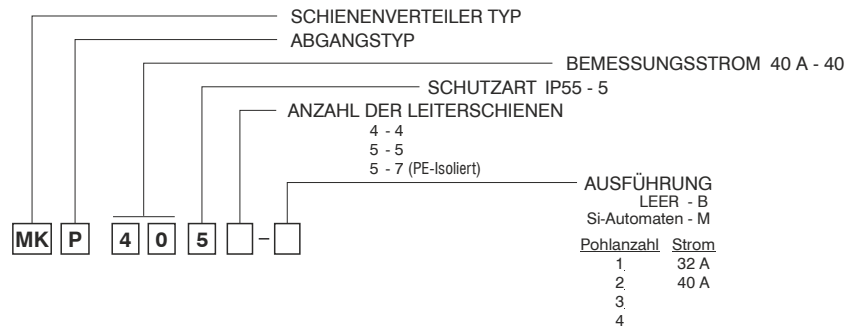 SCHIENENVERTEILER TYP
ABGANGSTYP
BEMESSUNGSSTROM 40 A - 40
SCHUTZART IP55 - 5
ANZAHL DER LEITERSCHIENEN
4 - 4
5 - 5
5 - 7 (PE-Isoliert)
AUSFÜHRUNG
LEER - B
Si-Automaten - M
MK P 4 0 5 -
Pohlanzahl Strom
1 32 A
2 40 A
3
4